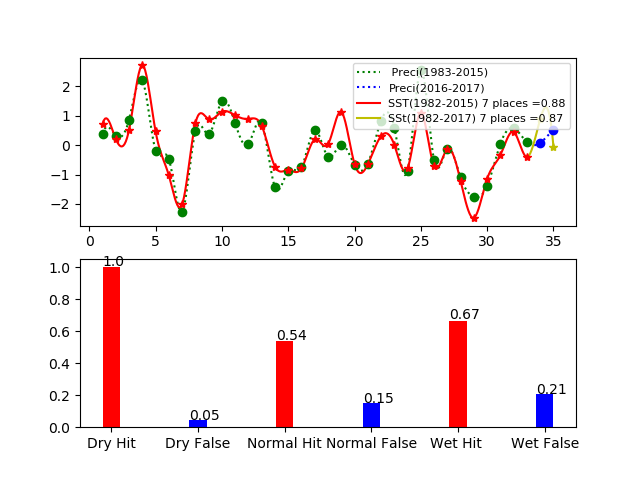 2
1
0
−1
−2
Preci(1983-2015)
Preci(2016-2017)
SST(1982-2015) 7 places =0.88
SSt(1982-2017) 7 places =0.87
0 5 10 15 20 25 30 35
1.0
0.8
0.6
0.4
0.2
0.0
1.0
0.05
0.54
0.15
0.67
0.21
Dry Hit Dry False Normal Hit Normal False Wet Hit Wet False